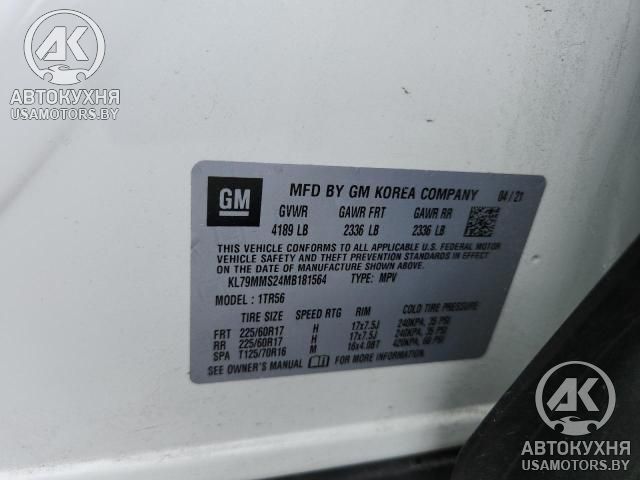 AK
АВТОКУХНЯ
USAMOTORS.BY
GM
MFD BY GM KOREA COMPANY 04/21
GVWR GAWR FRT GAWR RR
4189 LB 2336 LB 2336 LB
THIS VEHICLE CONFORMS TO ALL APPLICABLE U.S. FEDERAL MOTOR
VEHICLE SAFETY AND THEFT PREVENTION STANDARDS IN EFFECT
ON THE DATE OF MANUFACTURE SHOWN ABOVE.
KL79MMS24MB181564 TYPE: MPV
MODEL: 1TR56
TIRE SIZE SPEED RTG RIM COLD TIRE PRESSURE
FRT 225/60R17 H 17x7.5J 240KPA, 35 PSI
RR 225/60R17 H 17x7.5J 240KPA, 35 PSI
SPA T125/70R16 M 16x4.0BT 420KPA, 60 PSI
SEE OWNER'S MANUAL FOR MORE INFORMATION.
AK
АВТОКУХНЯ
USAMOTORS.BY